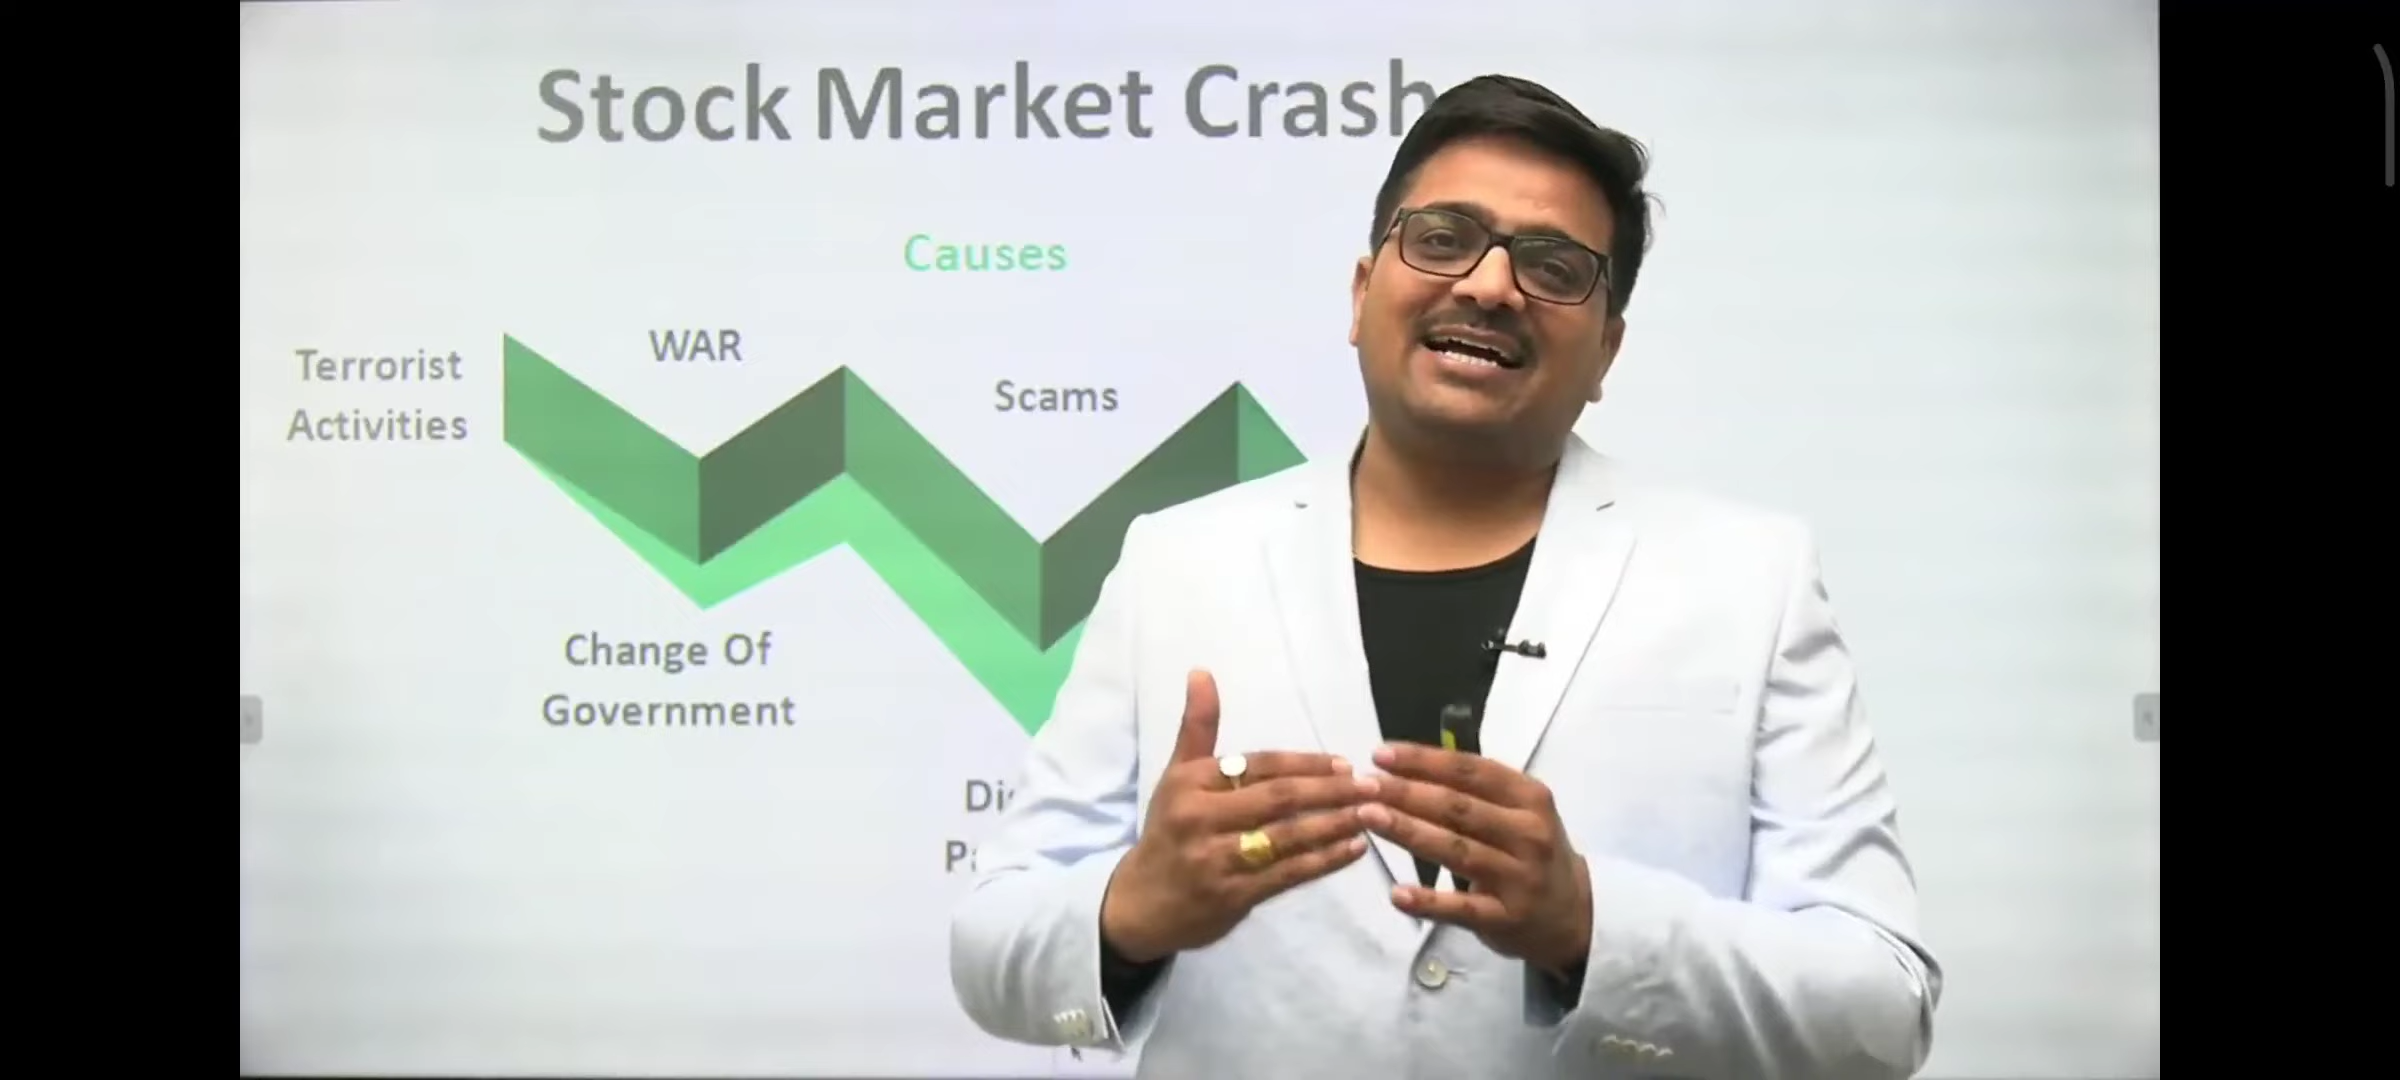 Stock Market Crash
Causes
Terrorist
Activities
WAR
Scams
Change Of
Government